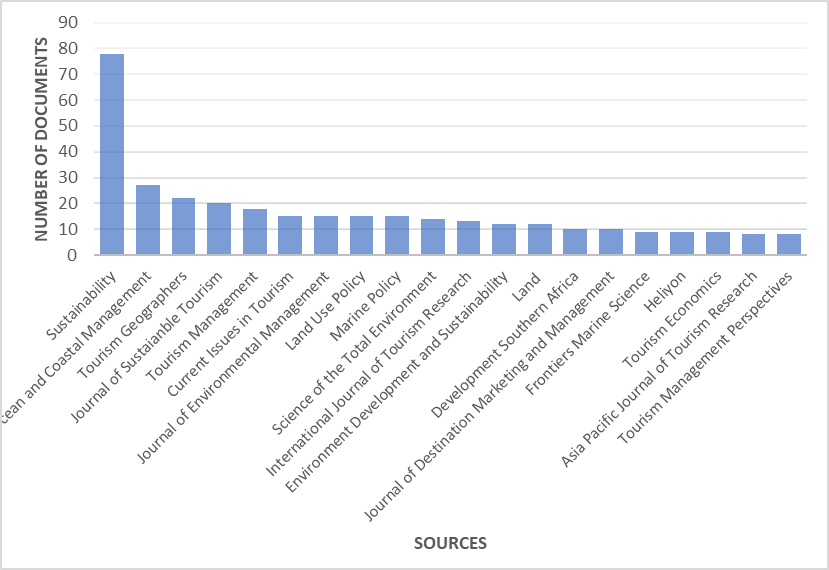 NUMBER OF DOCUMENTS
90
80
70
60
50
40
30
20
10
0
Sustainability
cean and Coastal Management
Tourism Geographers
Journal of Sustaianble Tourism
Tourism Management
Current Issues in Tourism
Journal of Environmental Management
Land Use Policy
Marine Policy
Science of the Total Environment
International Journal of Tourism Research
Environment Development and Sustainability
Land
Development Southern Africa
Journal of Destination Marketing and Management
Frontiers Marine Science
Heliyon
Tourism Economics
Asia Pacific Journal of Tourism Research
Tourism Management Perspectives
SOURCES